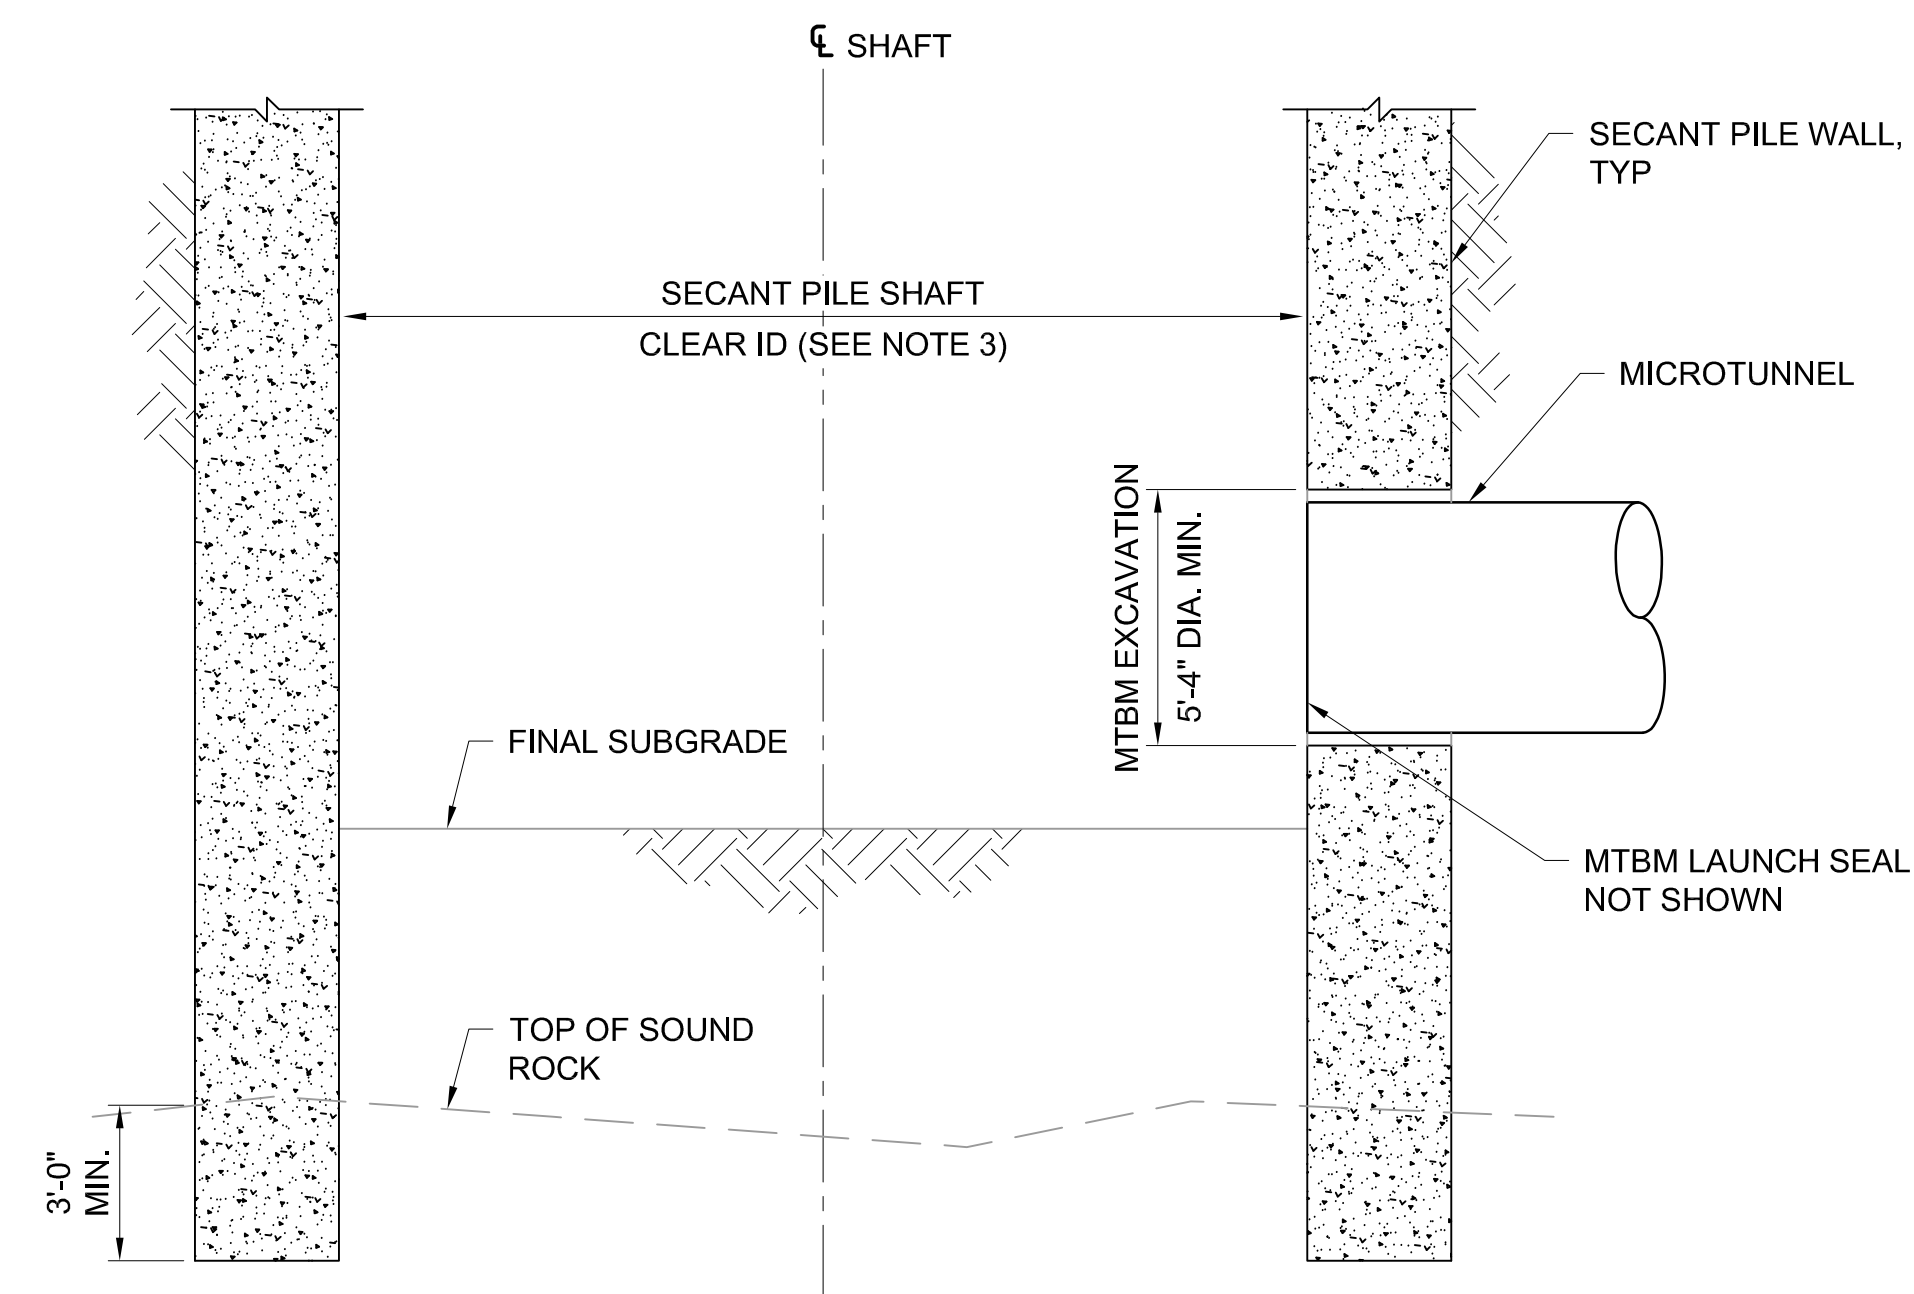 ℄ SHAFT
SECANT PILE WALL,
TYP
SECANT PILE SHAFT
CLEAR ID (SEE NOTE 3)
MICROTUNNEL
MTBM EXCAVATION
5'-4" DIA. MIN.
FINAL SUBGRADE
MTBM LAUNCH SEAL
NOT SHOWN
TOP OF SOUND
ROCK
3'-0"
MIN.